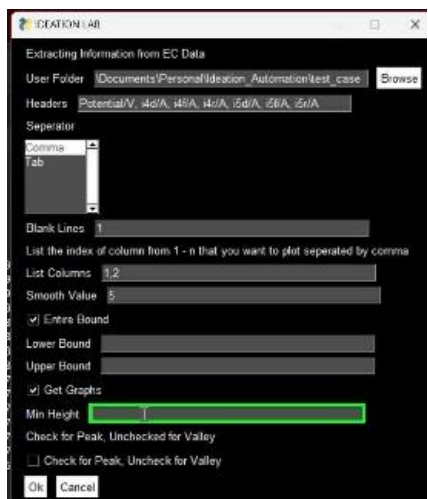 IDEATION LAB
Extracting Information from EC Data
User Folder \Documents\Personal\Ideation_Automation\test_case Browse
Headers Potential/V, i4d/A, i4f/A, i4r/A, i5d/A, i5f/A, i5r/A
Seperator
Comma
Tab
Blank Lines 1
List the index of column from 1 - n that you want to plot seperated by comma
List Columns 1,2
Smooth Value 5
Entire Bound
Lower Bound
Upper Bound
Get Graphs
Min Height
Check for Peak, Unchecked for Valley
Check for Peak, Uncheck for Valley
Ok Cancel